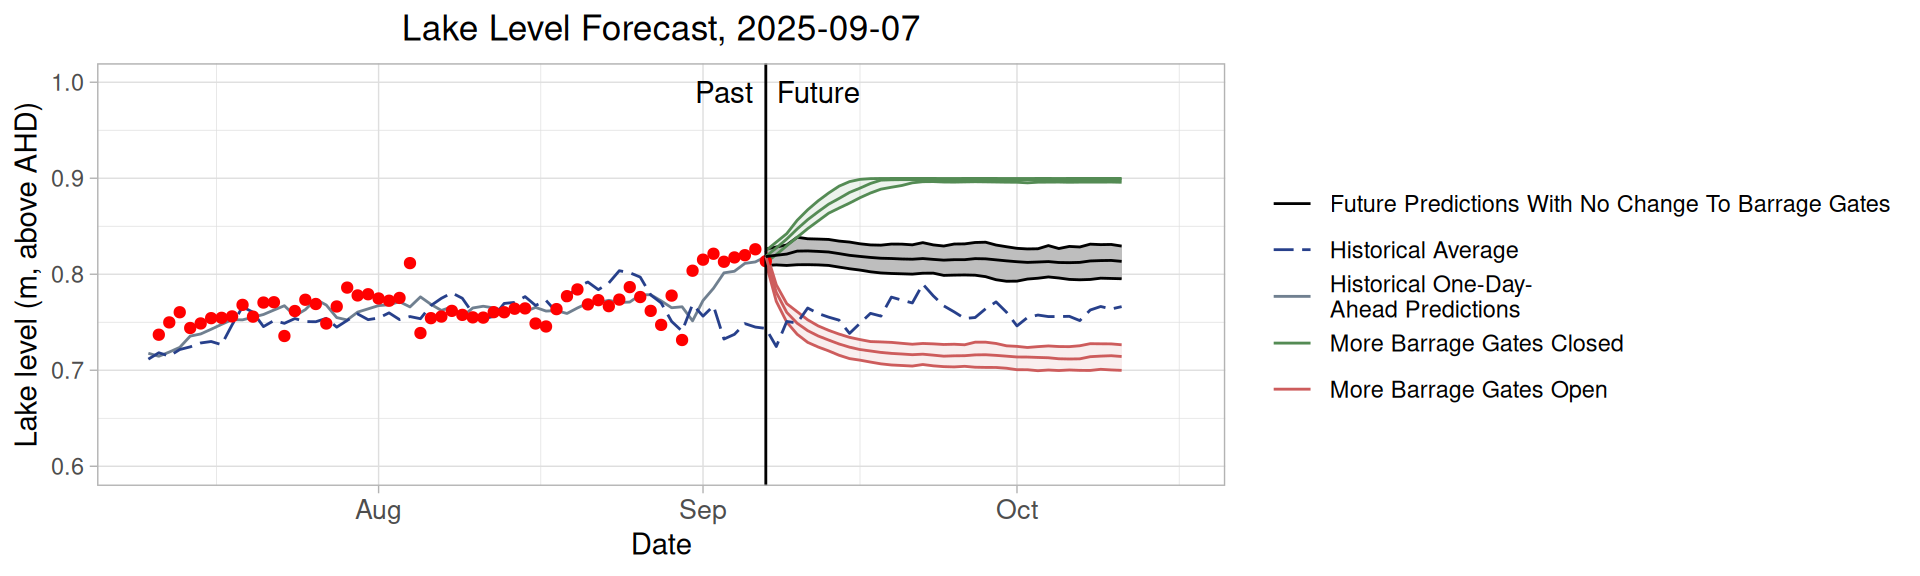 Lake Level Forecast, 2025-09-07
Lake level (m, above AHD)
1.0
0.9
0.8
0.7
0.6
Past
Future
Aug
Sep
Oct
Date
Future Predictions With No Change To Barrage Gates
Historical Average
Historical One-Day-
Ahead Predictions
More Barrage Gates Closed
More Barrage Gates Open